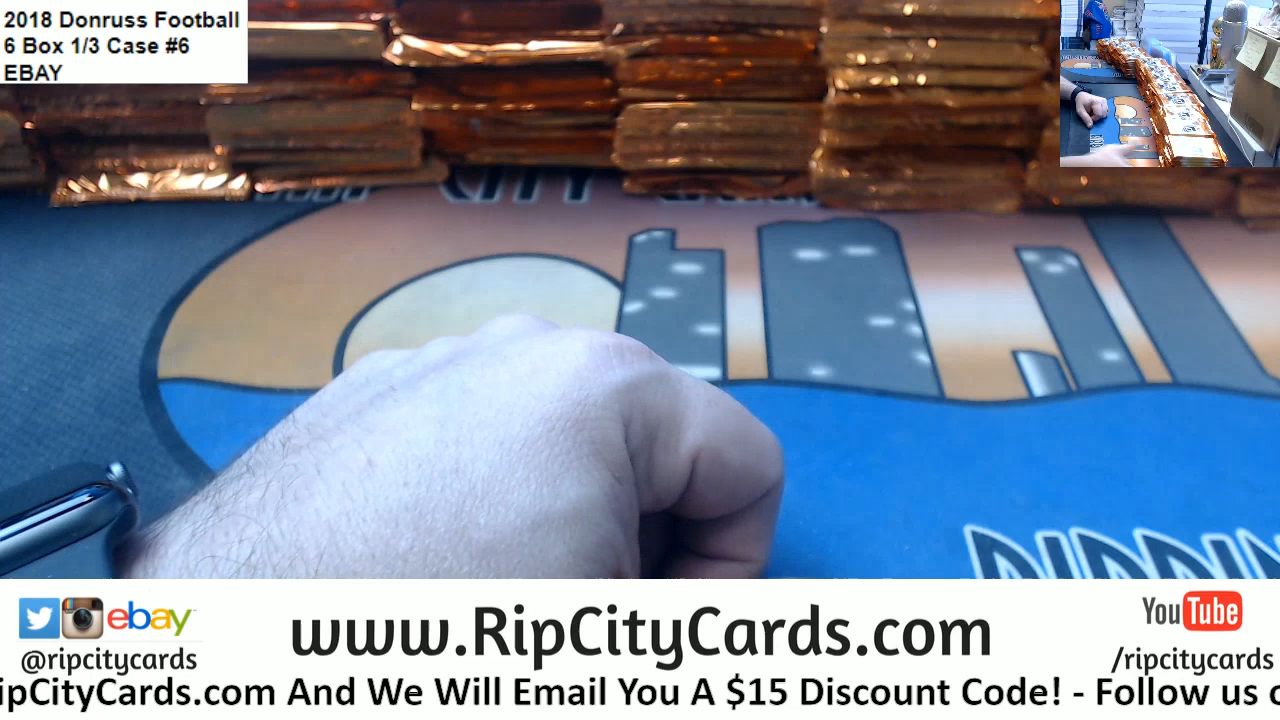 2018 Donruss Football
6 Box 1/3 Case #6
EBAY
CITY
ebay
www.RipCityCards.com
YouTube
@ripcitycards
/ripcitycards
ipCityCards.com And We Will Email You A $15 Discount Code! - Follow us o